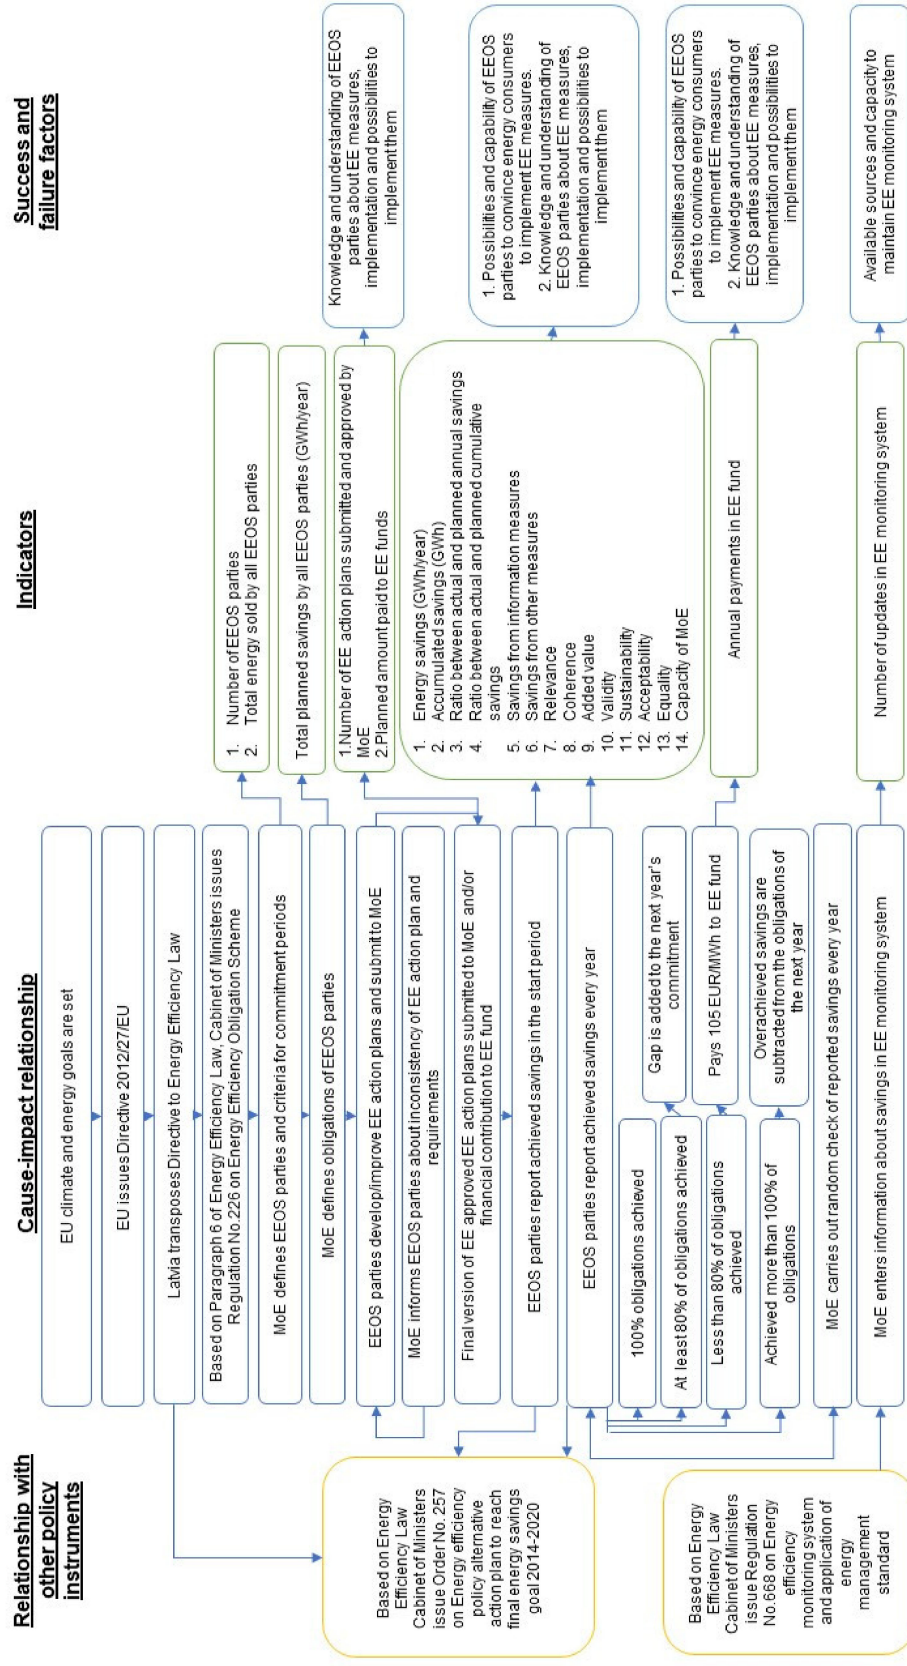 Relationship with
other policy
instruments
Cause-impact relationship
Indicators
Success and
failure factors
Based on Energy
Efficiency Law
Cabinet of Ministers
issue Order No. 257
on Energy efficiency
policy alternative
action plan to reach
final energy savings
goal 2014-2020
Based on Energy
Efficiency Law
Cabinet of Ministers
issue Regulation
No.668 on Energy
efficiency
monitoring system
and application of
energy
management
standard
EU climate and energy goals are set
EU issues Directive 2012/27/EU
Latvia transposes Directive to Energy Efficiency Law
Based on Paragraph 6 of Energy Efficiency Law, Cabinet of Ministers issues
Regulation No.226 on Energy Efficiency Obligation Scheme
MoE defines EEOS parties and criteria for commitment periods
MoE defines obligations of EEOS parties
EEOS parties develop/improve EE action plans and submit to MoE
MoE informs EEOS parties about inconsistency of EE action plan and
requirements
Final version of EE approved EE action plans submitted to MoE and/or
financial contribution to EE fund
EEOS parties report achieved savings in the start period
EEOS parties report achieved savings every year
100% obligations achieved
At least 80% of obligations achieved
Gap is added to the next year's
commitment
Less than 80% of obligations
achieved
Pays 105 EUR/MWh to EE fund
Achieved more than 100% of
obligations
Overachieved savings are
subtracted from the obligations of
the next year
MoE carries out random check of reported savings every year
MoE enters information about savings in EE monitoring system
1. Number of EEOS parties
2. Total energy sold by all EEOS parties
Total planned savings by all EEOS parties (GWh/year)
1.Number of EE action plans submitted and approved by
MoE
2.Planned amount paid to EE funds
1. Energy savings (GWh/year)
2. Accumulated savings (GWh)
3. Ratio between actual and planned annual savings
4. Ratio between actual and planned cumulative
savings
5. Savings from information measures
6. Savings from other measures
7. Relevance
8. Coherence
9. Added value
10. Validity
11. Sustainability
12. Acceptability
13. Equality
14. Capacity of MoE
Annual payments in EE fund
Number of updates in EE monitoring system
Knowledge and understanding of EEOS
parties about EE measures,
implementation and possibilities to
implement them
1. Possibilities and capability of EEOS
parties to convince energy consumers
to implement EE measures.
2. Knowledge and understanding of
EEOS parties about EE measures,
implementation and possibilities to
implement them
1. Possibilities and capability of EEOS
parties to convince energy consumers
to implement EE measures.
2. Knowledge and understanding of
EEOS parties about EE measures,
implementation and possibilities to
implement them
Available sources and capacity to
maintain EE monitoring system